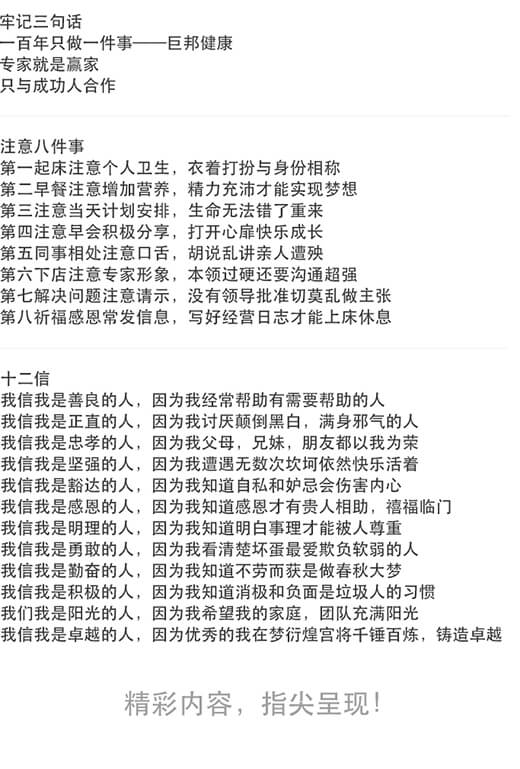 牢记三句话
一百年只做一件事——巨邦健康
专家就是赢家
只与成功人合作
注意八件事
第一起床注意个人卫生，衣着打扮与身份相称
第二早餐注意增加营养，精力充沛才能实现梦想
第三注意当天计划安排，生命无法错了重来
第四注意早会积极分享，打开心扉快乐成长
第五同事相处注意口舌，胡说乱讲亲人遭殃
第六下店注意专家形象，本领过硬还要沟通超强
第七解决问题注意请示，没有领导批准切莫乱做主张
第八祈福感恩常发信息，写好经营日志才能上床休息
十二信
我信我是善良的人，因为我经常帮助有需要帮助的人
我信我是正直的人，因为我讨厌颠倒黑白，满身邪气的人
我信我是忠孝的人，因为我父母，兄妹，朋友都以我为荣
我信我是坚强的人，因为我遭遇无数次坎坷依然快乐活着
我信我是豁达的人，因为我知道自私和妒忌会伤害内心
我信我是感恩的人，因为我知道感恩才有贵人相助，禧福临门
我信我是明理的人，因为我知道明白事理才能被人尊重
我信我是勇敢的人，因为我看清楚坏蛋最爱欺负软弱的人
我信我是勤奋的人，因为我知道不劳而获是做春秋大梦
我信我是积极的人，因为我知道消极和负面是垃圾人的习惯
我们我是阳光的人，因为我希望我的家庭，团队充满阳光
我信我是卓越的人，因为优秀的我在梦衍煌宫将千锤百炼，铸造卓越
精彩内容，指尖呈现！